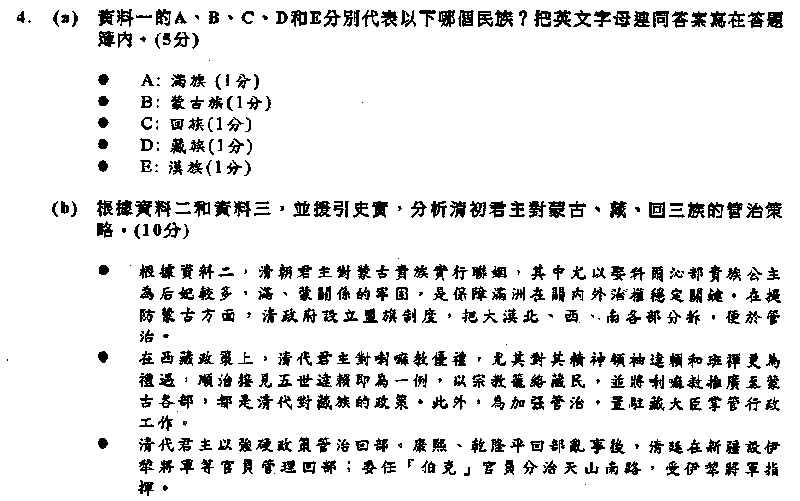 4. (a) 資料一的A、B、C、D和E分別代表以下哪個民族？把英文字母連同答案寫在答題
簿內。(5分)
● A: 滿族 (1分)
● B: 蒙古族(1分)
● C: 回族(1分)
● D: 藏族(1分)
● E: 漢族(1分)
(b) 根據資料二和資料三，並援引史實，分析清初君主對蒙古、藏、回三族的管治策
略。(10分)
● 根據資料二，清朝君主對蒙古貴族實行聯姻，其中尤以娶科爾沁部貴族公主
為后妃較多，滿、蒙關係的牢固，是保障滿洲在關內外治權穩定關鍵。在提
防蒙古方面，清政府設立盟旗制度，把大漠北、西、南各部分拆，便於管
治。
● 在西藏政策上，清代君主對喇嘛教優禮，尤其對其精神領袖達賴和班禪更為
禮遇，順治接見五世達賴即為一例，以宗教籠絡藏民，並將喇嘛教推廣至蒙
古各部，都是清代對藏族的政策。此外，為加強管治，置駐藏大臣掌管行政
工作。
● 清代君主以強硬政策管治回部。康熙、乾隆平回部亂事後，清廷在新疆設伊
犂將軍等官員管理回部；委任「伯克」官員分治天山南路，受伊犂將軍指
揮。